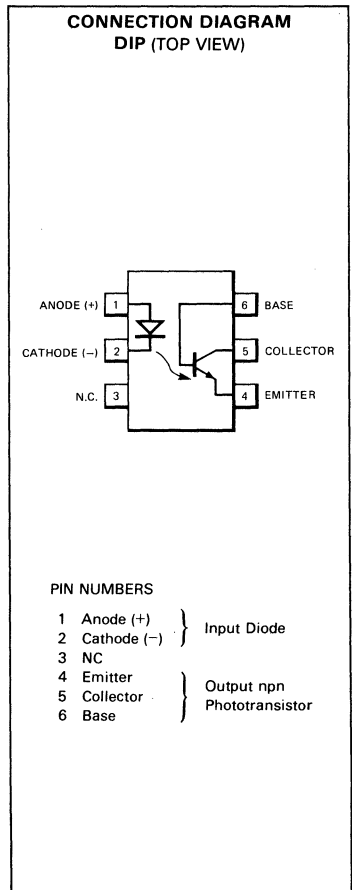 CONNECTION DIAGRAM
DIP (TOP VIEW)
ANODE (+) 1
6 BASE
CATHODE (−) 2
5 COLLECTOR
N.C. 3
4 EMITTER
PIN NUMBERS
1 Anode (+)
2 Cathode (−)
Input Diode
3 NC
4 Emitter
5 Collector
6 Base
Output npn
Phototransistor